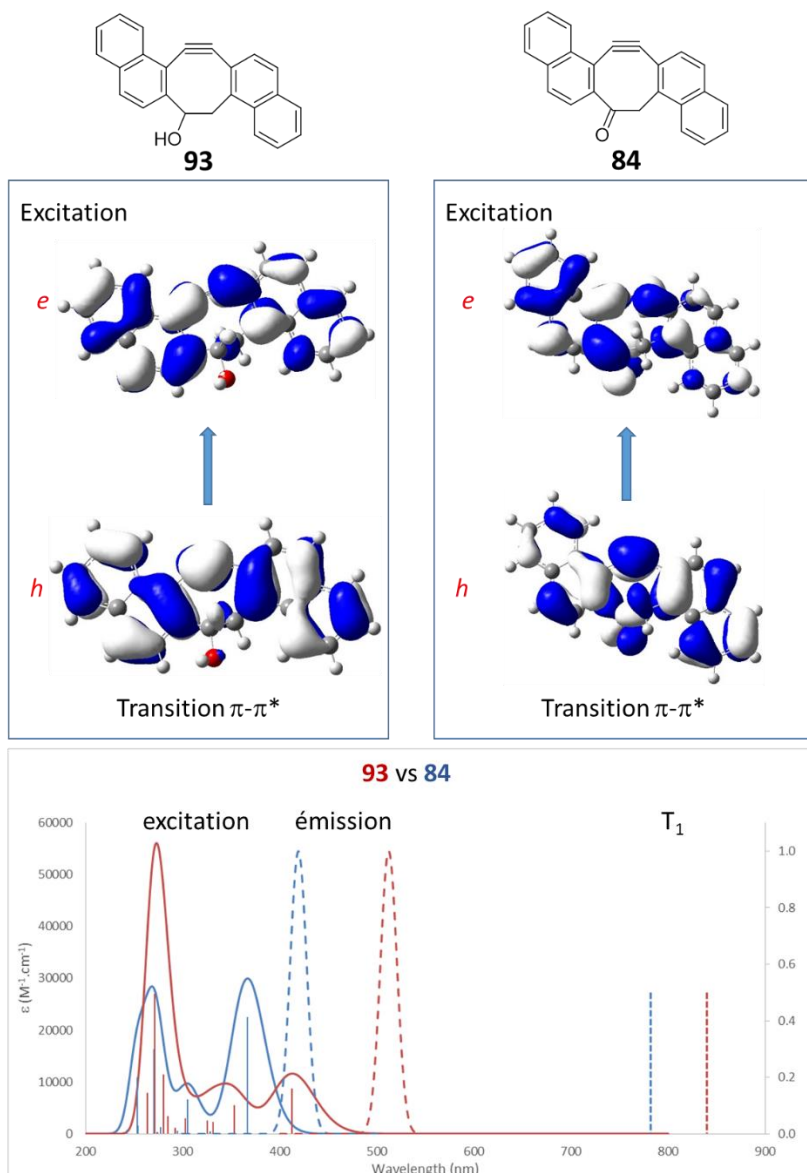 HO
O
93
84
Excitation
Excitation
e
e
h
h
Transition π-π*
Transition π-π*
93 vs 84
excitation
émission
T1
60000
50000
40000
30000
20000
10000
0
ε (M-1.cm-1)
1.0
0.8
0.6
0.4
0.2
0.0
200
300
400
500
600
700
800
900
Wavelength (nm)